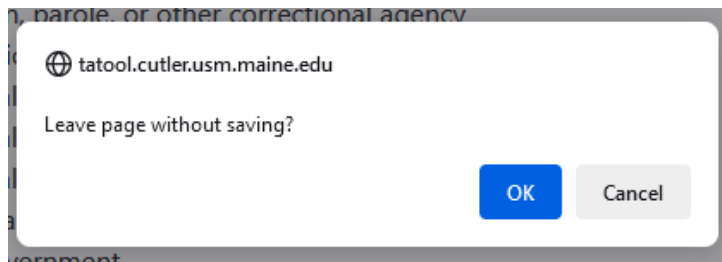 parole, or other correctional agency
tatool.cutler.usm.maine.edu
Leave page without saving?
OK
Cancel
vernment